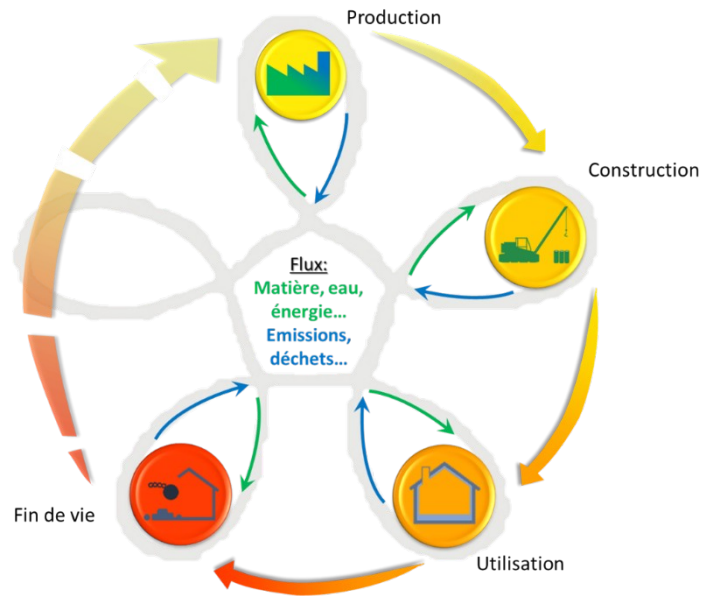 Production
Construction
Flux:
Matière, eau,
énergie…
Emissions,
déchets…
Fin de vie
Utilisation